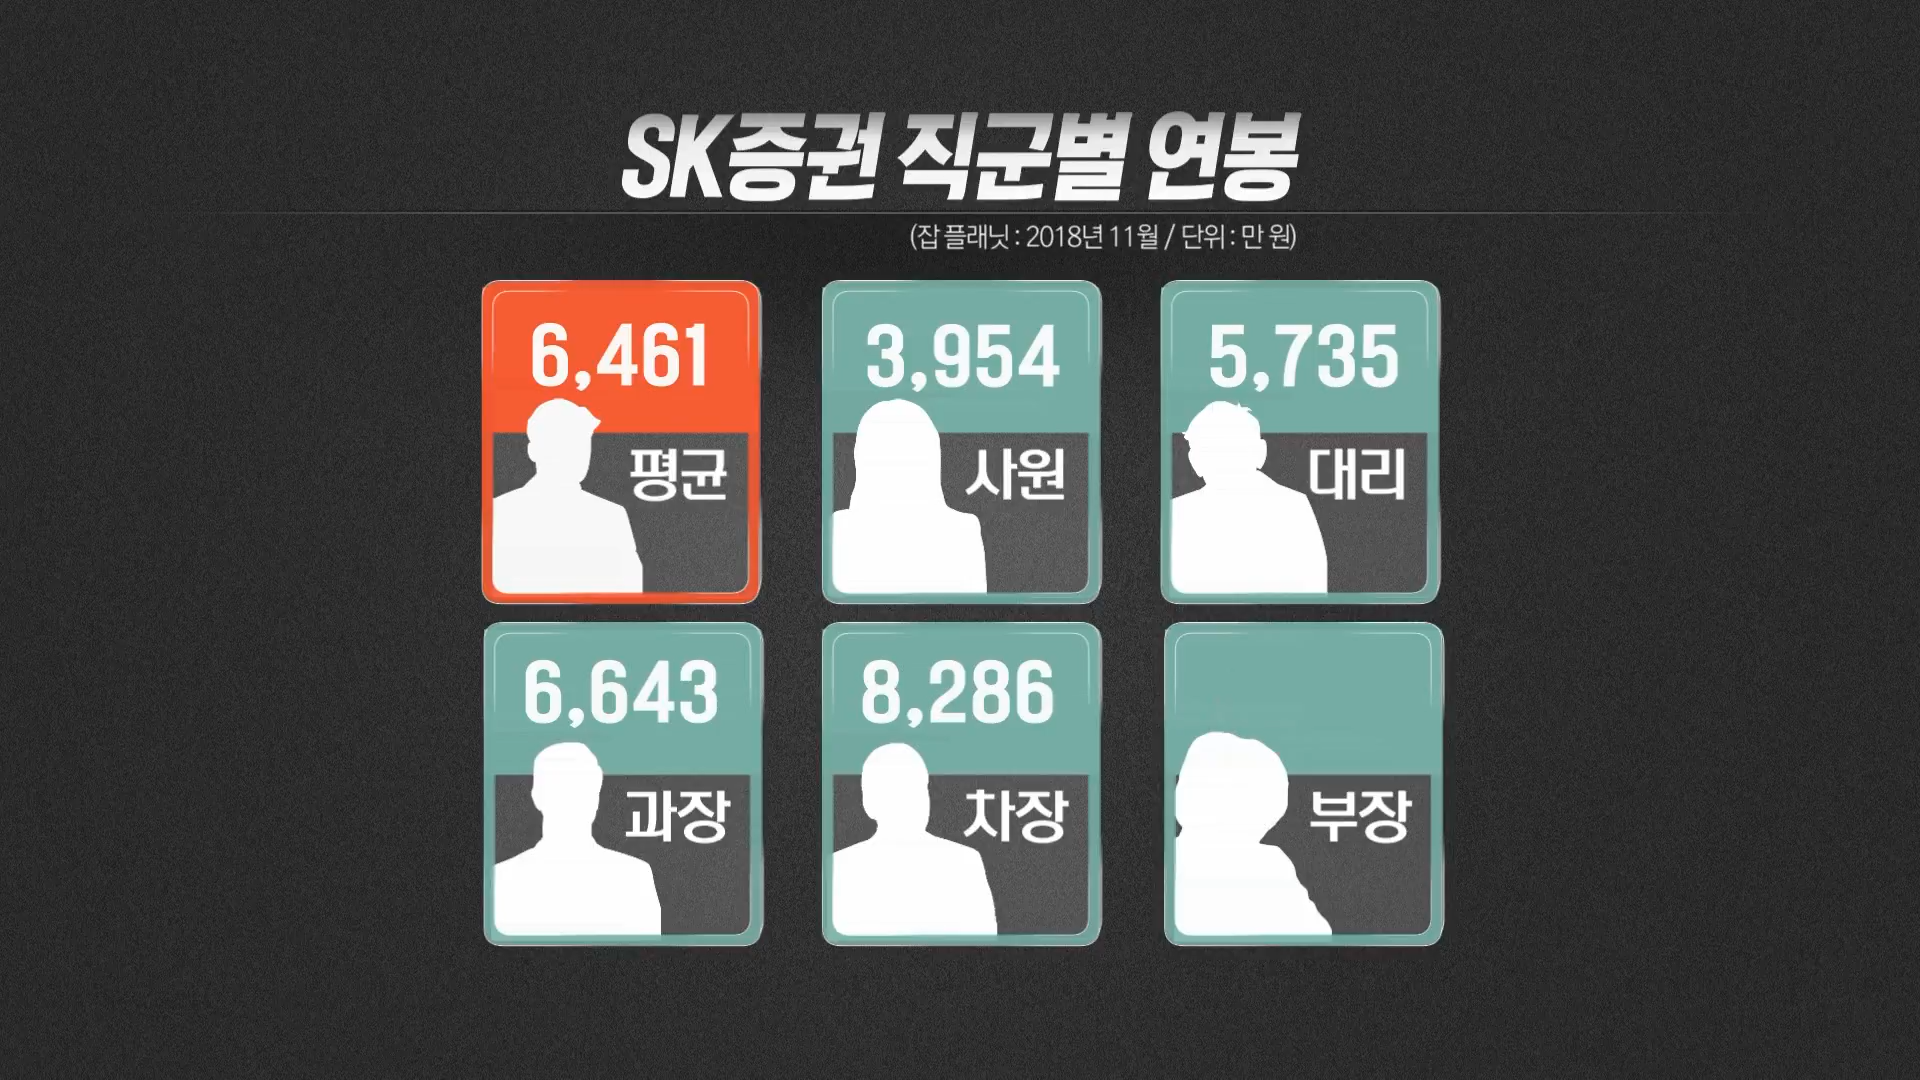 SK증권 직군별 연봉
(잡플래닛 : 2018년 11월 / 단위 : 만 원)
6,461
평균
3,954
사원
5,735
대리
6,643
과장
8,286
차장
부장